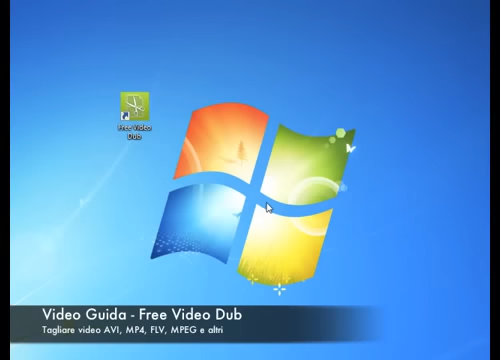 Free Video
Dub
Video Guida - Free Video Dub
Tagliare video AVI, MP4, FLV, MPEG e altri